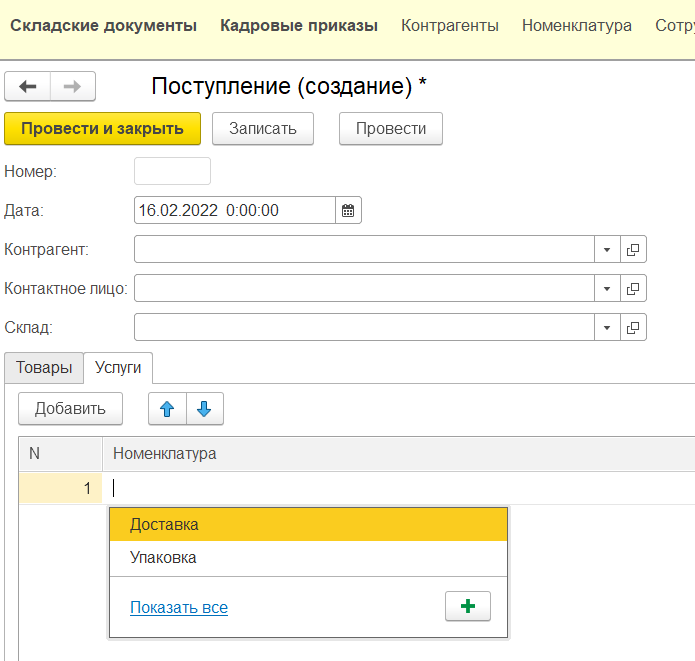 Складские документы Кадровые приказы Контрагенты Номенклатура Сотру
Поступление (создание) *
Провести и закрыть Записать Провести
Номер:
Дата: 16.02.2022 0:00:00
Контрагент:
Контактное лицо:
Склад:
Товары Услуги
Добавить
N Номенклатура
1
Доставка
Упаковка
Показать все